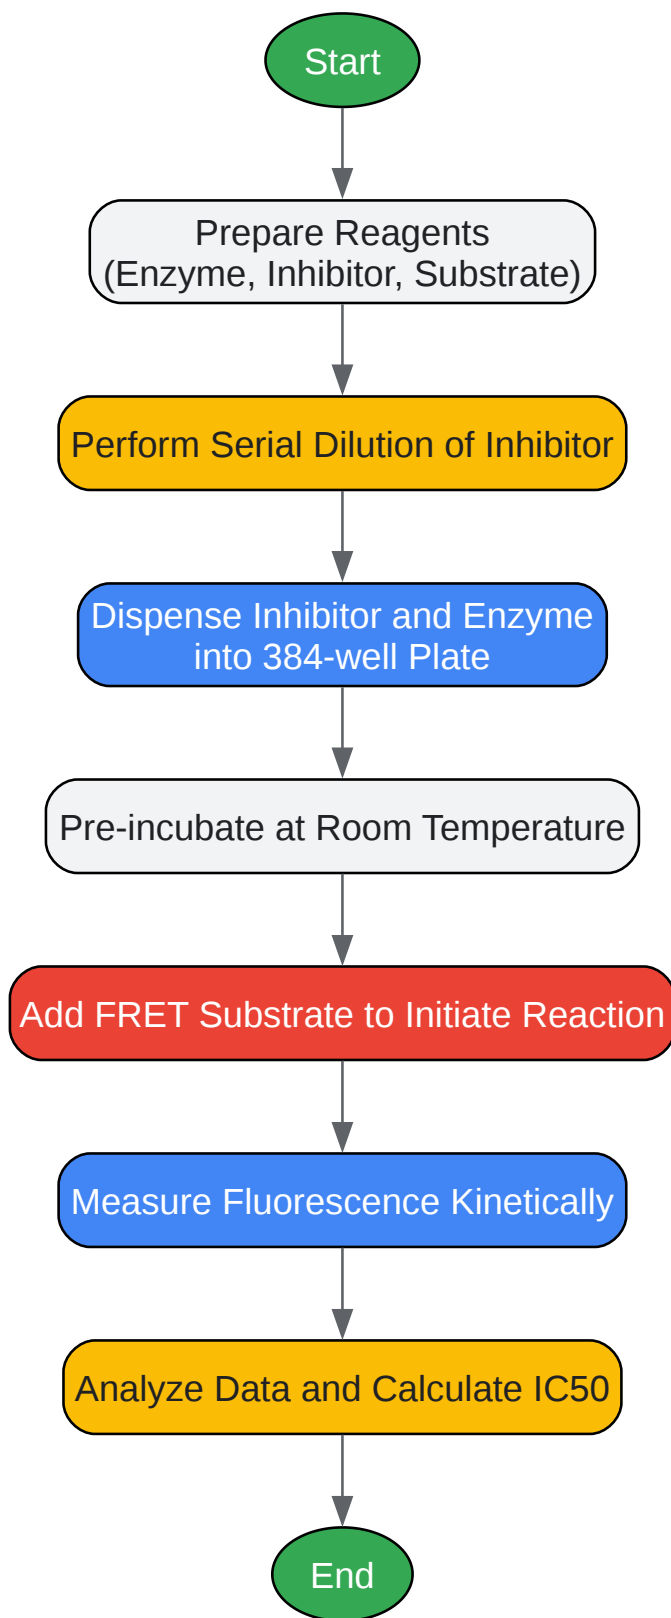 Start
Prepare Reagents
(Enzyme, Inhibitor, Substrate)
Perform Serial Dilution of Inhibitor
Dispense Inhibitor and Enzyme
into 384-well Plate
Pre-incubate at Room Temperature
Add FRET Substrate to Initiate Reaction
Measure Fluorescence Kinetically
Analyze Data and Calculate IC50
End